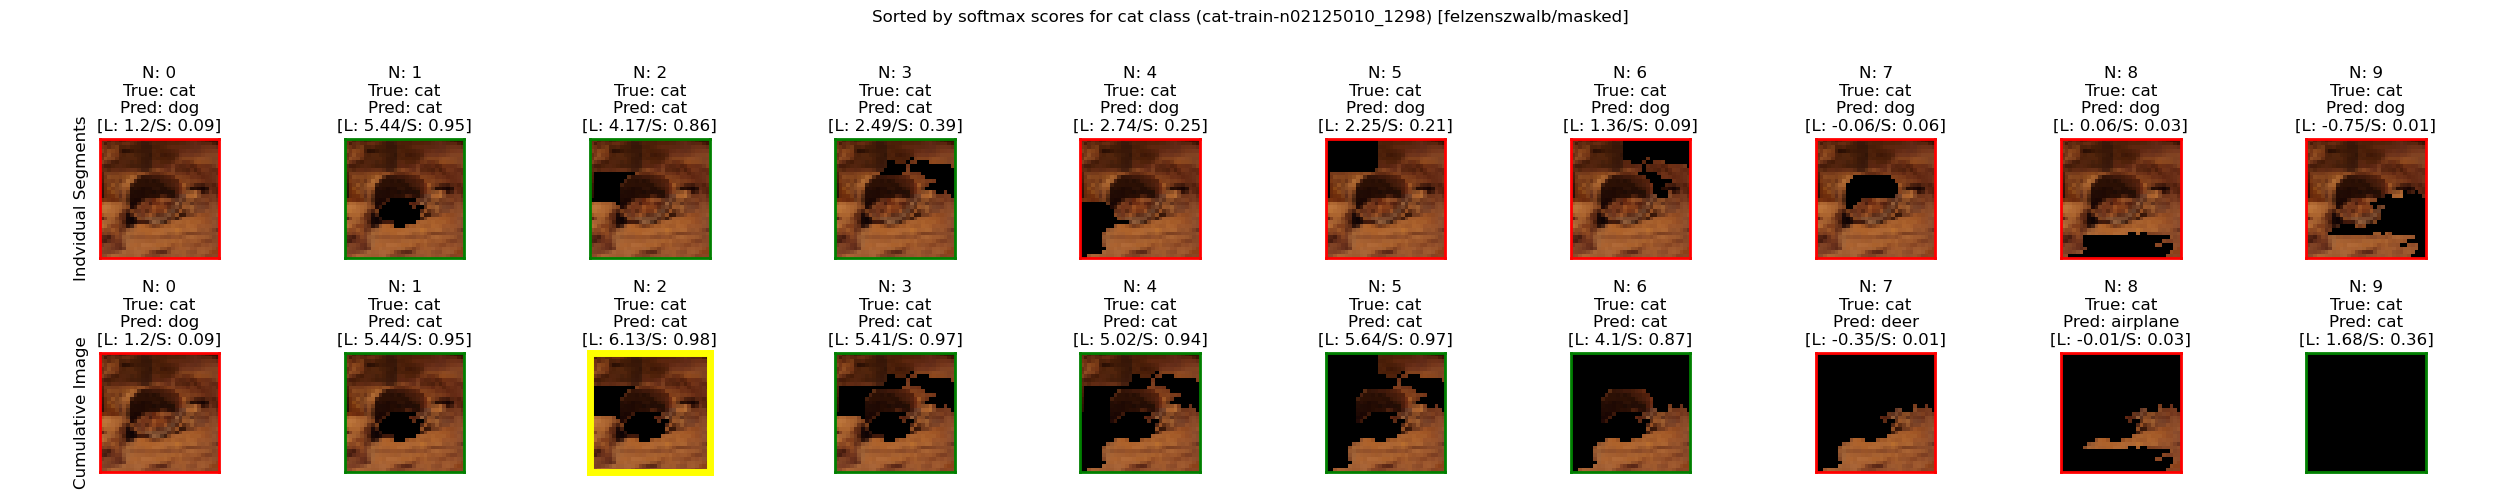 Sorted by softmax scores for cat class (cat-train-n02125010_1298) [felzenszwalb/masked]
Indvidual Segments
N: 0
True: cat
Pred: dog
[L: 1.2/S: 0.09]
N: 1
True: cat
Pred: cat
[L: 5.44/S: 0.95]
N: 2
True: cat
Pred: cat
[L: 4.17/S: 0.86]
N: 3
True: cat
Pred: cat
[L: 2.49/S: 0.39]
N: 4
True: cat
Pred: dog
[L: 2.74/S: 0.25]
N: 5
True: cat
Pred: dog
[L: 2.25/S: 0.21]
N: 6
True: cat
Pred: dog
[L: 1.36/S: 0.09]
N: 7
True: cat
Pred: dog
[L: -0.06/S: 0.06]
N: 8
True: cat
Pred: dog
[L: 0.06/S: 0.03]
N: 9
True: cat
Pred: dog
[L: -0.75/S: 0.01]
Cumulative Image
N: 0
True: cat
Pred: dog
[L: 1.2/S: 0.09]
N: 1
True: cat
Pred: cat
[L: 5.44/S: 0.95]
N: 2
True: cat
Pred: cat
[L: 6.13/S: 0.98]
N: 3
True: cat
Pred: cat
[L: 5.41/S: 0.97]
N: 4
True: cat
Pred: cat
[L: 5.02/S: 0.94]
N: 5
True: cat
Pred: cat
[L: 5.64/S: 0.97]
N: 6
True: cat
Pred: cat
[L: 4.1/S: 0.87]
N: 7
True: cat
Pred: deer
[L: -0.35/S: 0.01]
N: 8
True: cat
Pred: airplane
[L: -0.01/S: 0.03]
N: 9
True: cat
Pred: cat
[L: 1.68/S: 0.36]